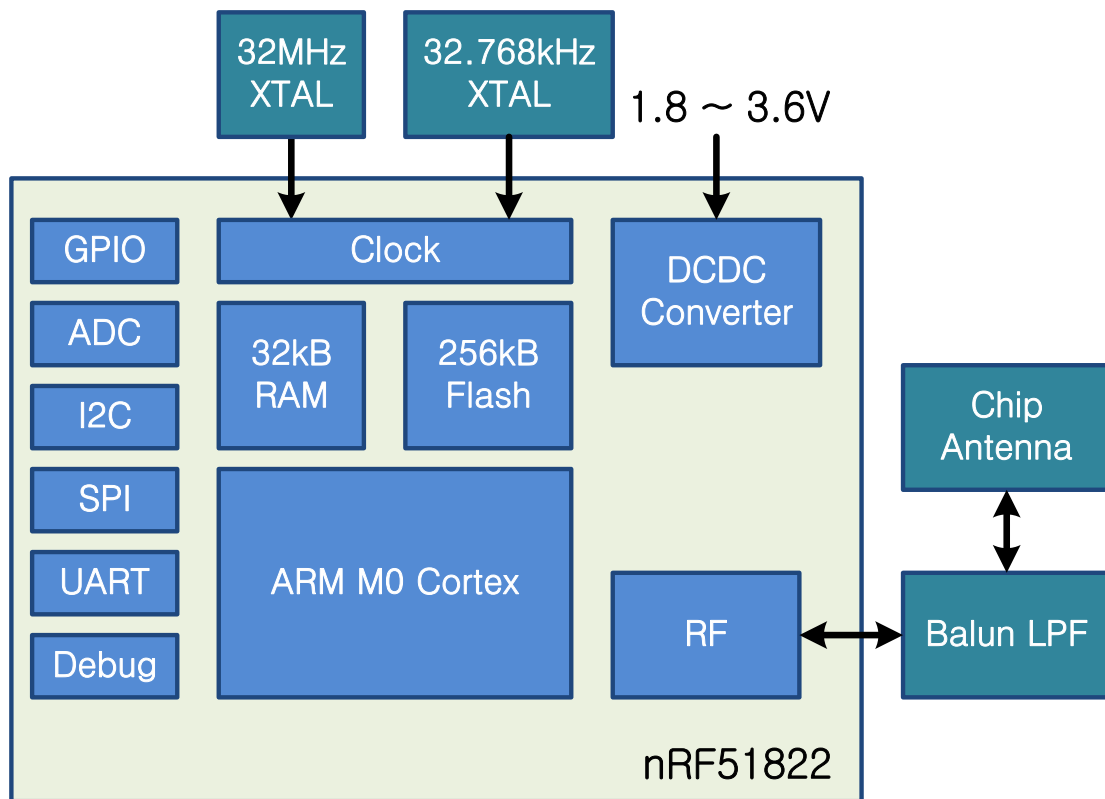 32MHz
XTAL
32.768kHz
XTAL
1.8 ~ 3.6V
GPIO
ADC
I2C
SPI
UART
Debug
Clock
32kB
RAM
256kB
Flash
ARM M0 Cortex
DCDC
Converter
RF
Chip
Antenna
Balun LPF
nRF51822